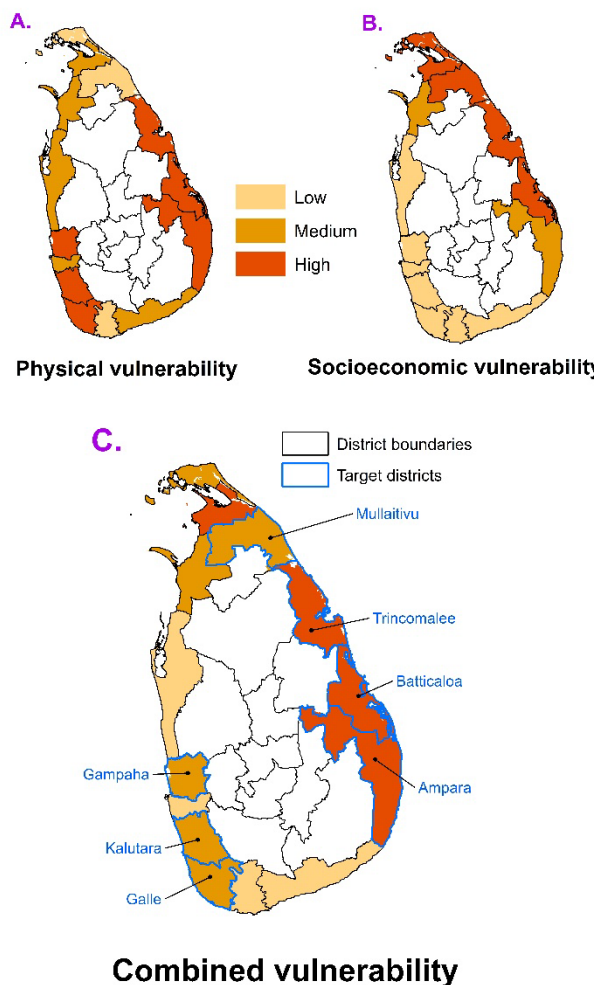 A.
B.
Low
Medium
High
Physical vulnerability
Socioeconomic vulnerability
C.
District boundaries
Target districts
Mullaitivu
Trincomalee
Batticaloa
Gampaha
Ampara
Kalutara
Galle
Combined vulnerability